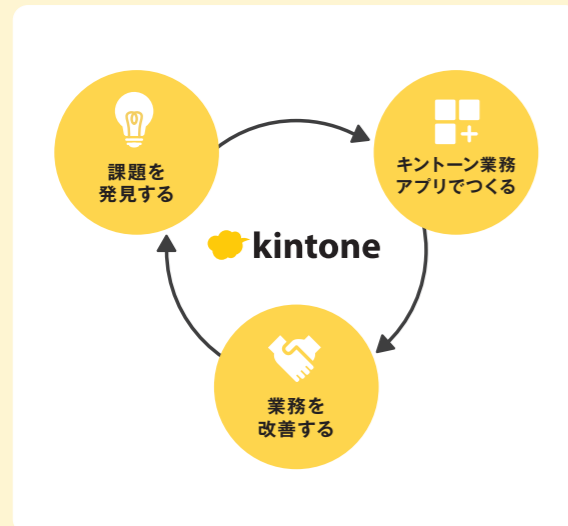 課題を
発見する
キントーン業務
アプリでつくる
kintone
業務を
改善する